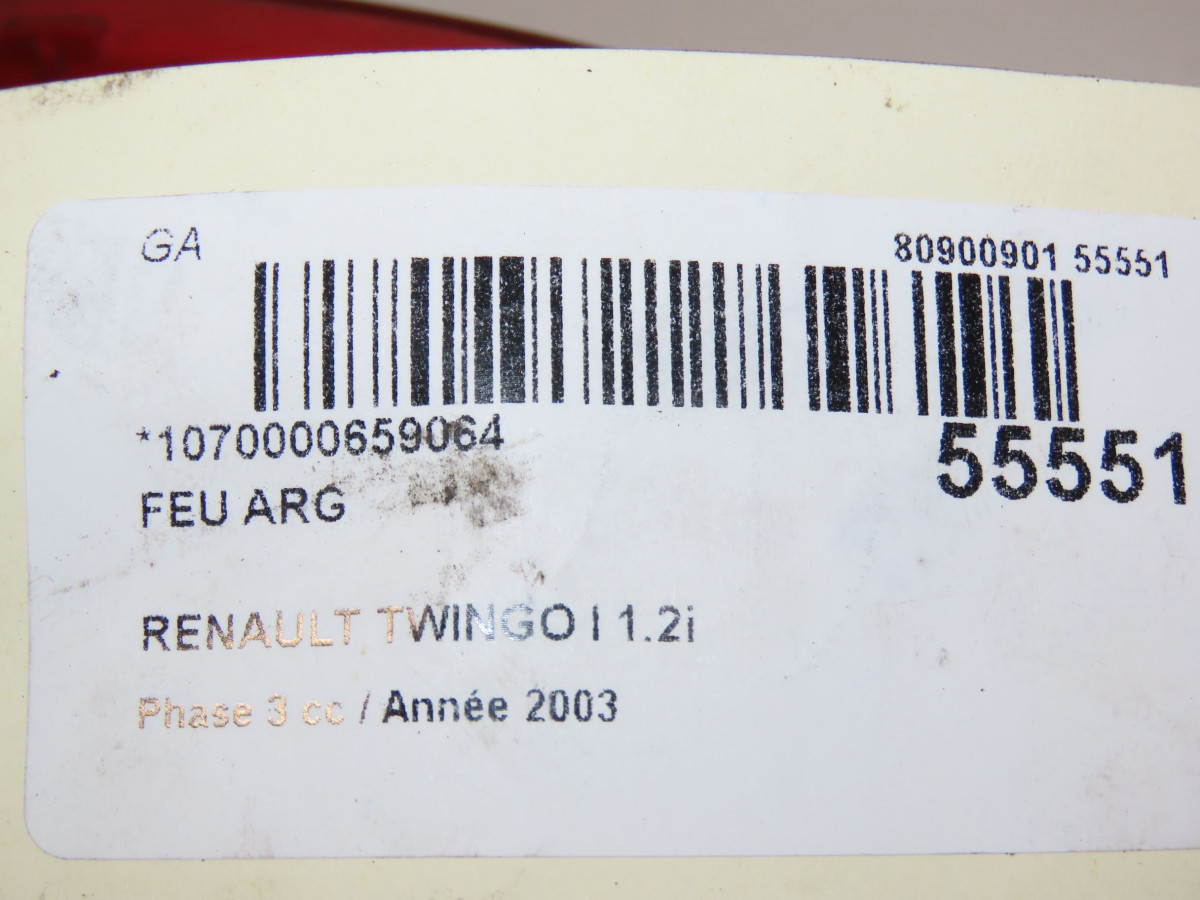 GA
80900901 55551
*1070000659064
55551
FEU ARG
RENAULT TWINGO I 1.2i
Phase 3 cc / Année 2003